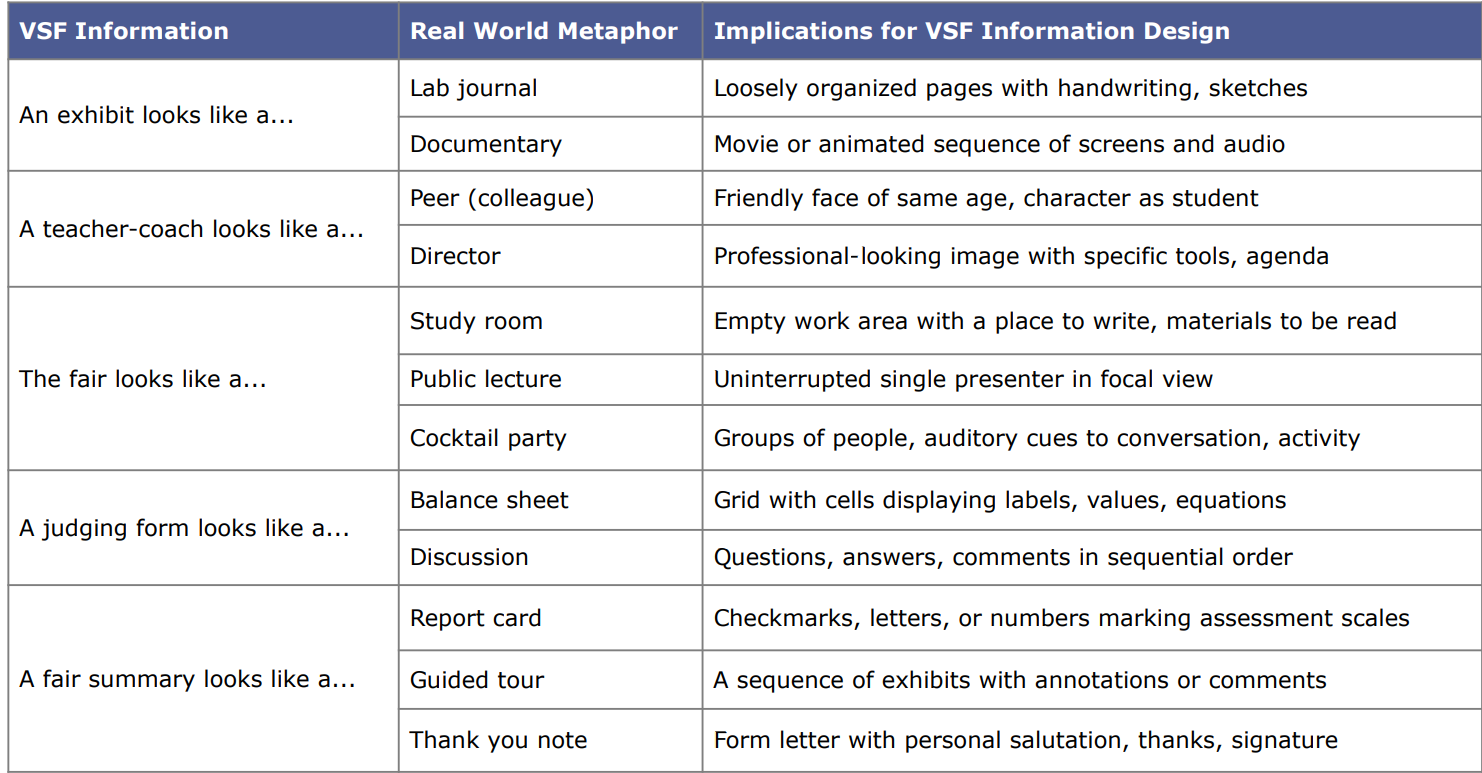 VSF Information Real World Metaphor Implications for VSF Information Design
An exhibit looks like a...
Lab journal Loosely organized pages with handwriting, sketches
Documentary Movie or animated sequence of screens and audio
A teacher-coach looks like a...
Peer (colleague) Friendly face of same age, character as student
Director Professional-looking image with specific tools, agenda
The fair looks like a...
Study room Empty work area with a place to write, materials to be read
Public lecture Uninterrupted single presenter in focal view
Cocktail party Groups of people, auditory cues to conversation, activity
A judging form looks like a...
Balance sheet Grid with cells displaying labels, values, equations
Discussion Questions, answers, comments in sequential order
A fair summary looks like a...
Report card Checkmarks, letters, or numbers marking assessment scales
Guided tour A sequence of exhibits with annotations or comments
Thank you note Form letter with personal salutation, thanks, signature